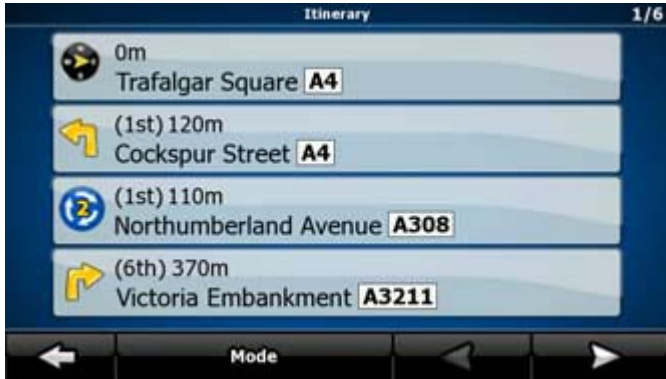 Itinerary
1/6
0m
Trafalgar Square A4
(1st) 120m
Cockspur Street A4
2
(1st) 110m
Northumberland Avenue A308
(6th) 370m
Victoria Embankment A3211
Mode